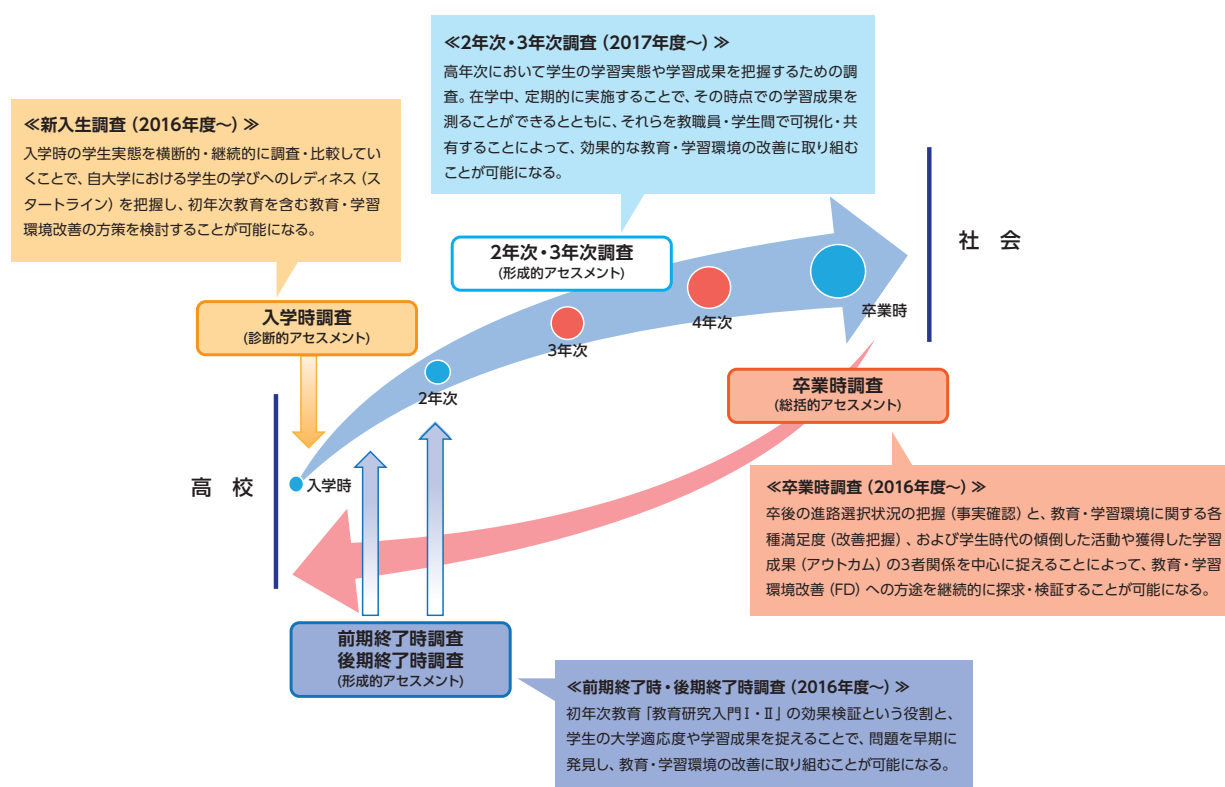 ≪2年次・3年次調査（2017年度～）≫
高年次において学生の学習実態や学習成果を把握するための調
査。在学中、定期的に実施することで、その時点での学習成果を
測ることができるとともに、それらを教職員・学生間で可視化・共
有することによって、効果的な教育・学習環境の改善に取り組む
ことが可能になる。
≪新入生調査（2016年度～）≫
入学時の学生実態を横断的・継続的に調査・比較してい
くことで、自大学における学生の学びへのレディネス（ス
タートライン）を把握し、初年次教育を含む教育・学習
環境改善の方策を検討することが可能になる。
2年次・3年次調査
(形成的アセスメント)
社　会
入学時調査
(診断的アセスメント)
卒業時
4年次
3年次
2年次
卒業時調査
(総括的アセスメント)
高　校
入学時
≪卒業時調査（2016年度～）≫
卒後の進路選択状況の把握（事実確認）と、教育・学習環境に関する各
種満足度（改善把握）、および学生時代の傾倒した活動や獲得した学習
成果（アウトカム）の3者関係を中心に捉えることによって、教育・学習
環境改善（FD）への方途を継続的に探求・検証することが可能になる。
前期終了時調査
後期終了時調査
(形成的アセスメント)
≪前期終了時・後期終了時調査（2016年度～）≫
初年次教育「教育研究入門Ⅰ・Ⅱ」の効果検証という役割と、
学生の大学適応度や学習成果を捉えることで、問題を早期に
発見し、教育・学習環境の改善に取り組むことが可能になる。